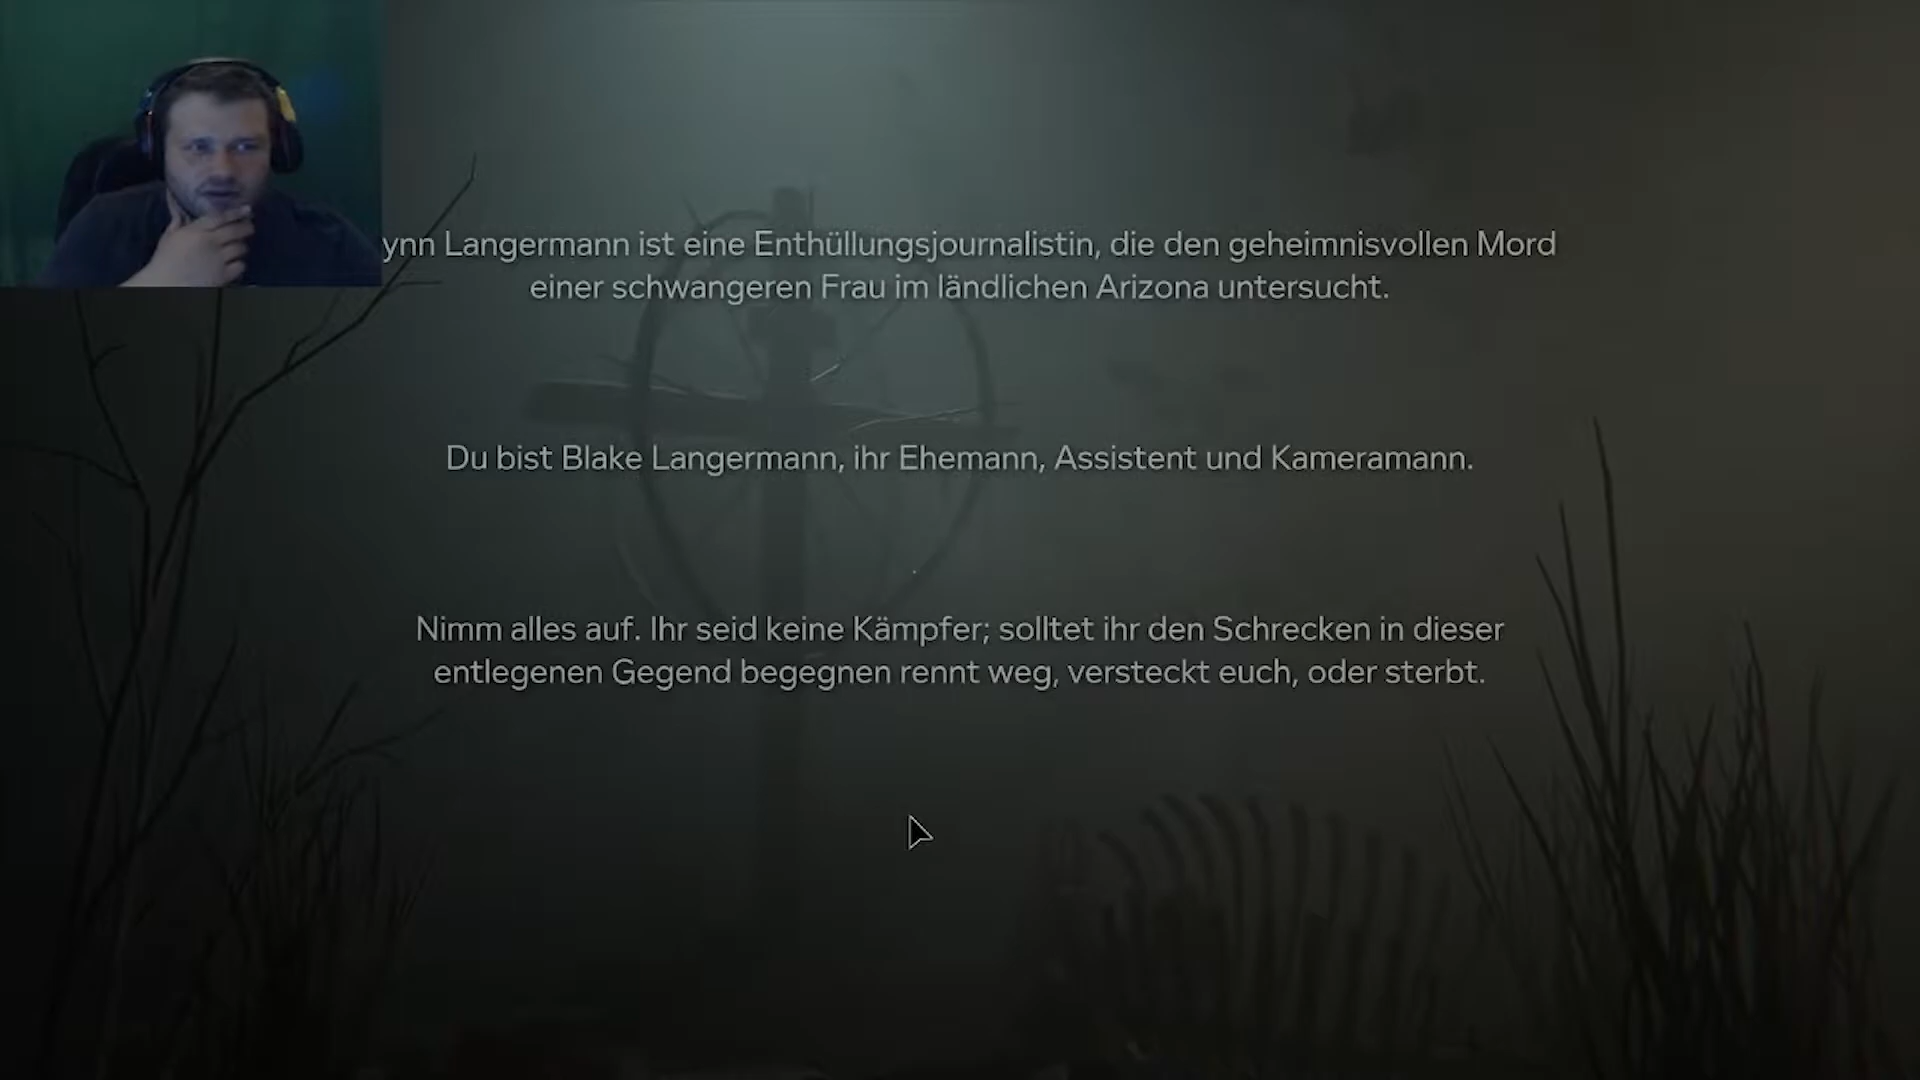 ynn Langermann ist eine Enthüllungsjournalistin, die den geheimnisvollen Mord
einer schwangeren Frau im ländlichen Arizona untersucht.
Du bist Blake Langermann, ihr Ehemann, Assistent und Kameramann.
Nimm alles auf. Ihr seid keine Kämpfer; solltet ihr den Schrecken in dieser
entlegenen Gegend begegnen rennt weg, versteckt euch, oder sterbt.